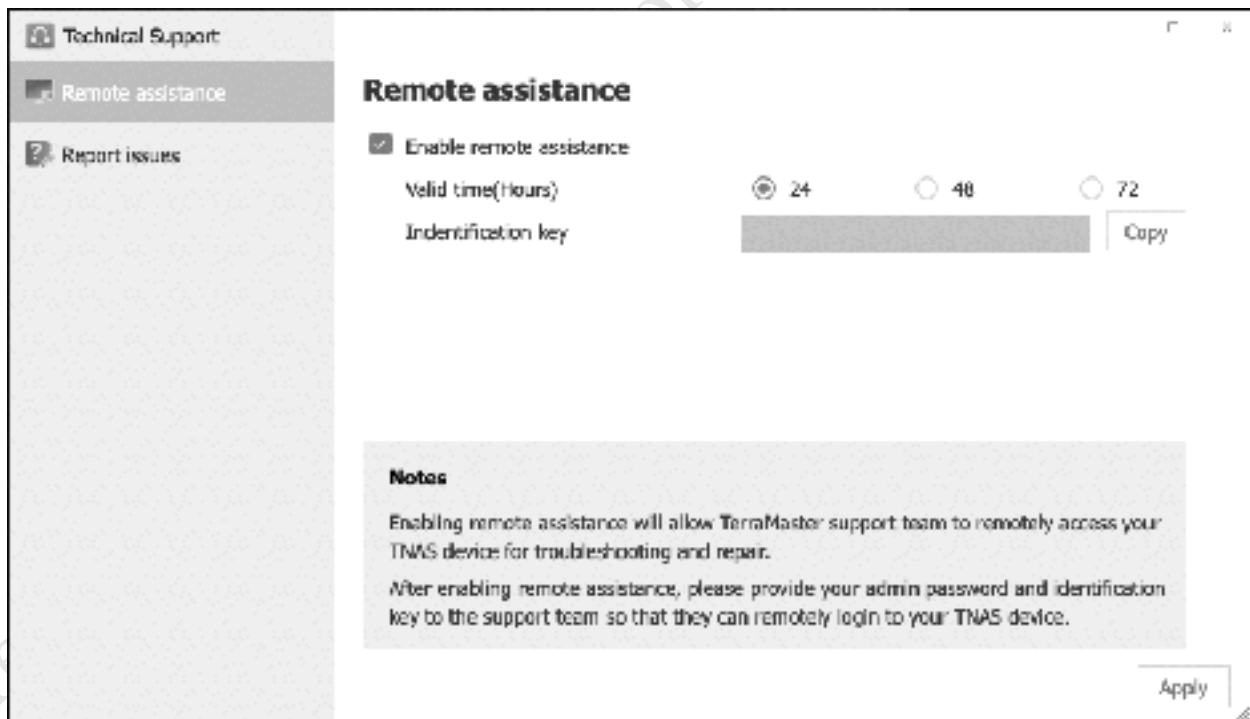 Technical Support
Remote assistance
Report issues
Remote assistance
Enable remote assistance
Valid time(Hours)
24
48
72
Indentification key
Copy
Notes
Enabling remote assistance will allow TerraMaster support team to remotely access your
TNAS device for troubleshooting and repair.
After enabling remote assistance, please provide your admin password and identification
key to the support team so that they can remotely login to your TNAS device.
Apply